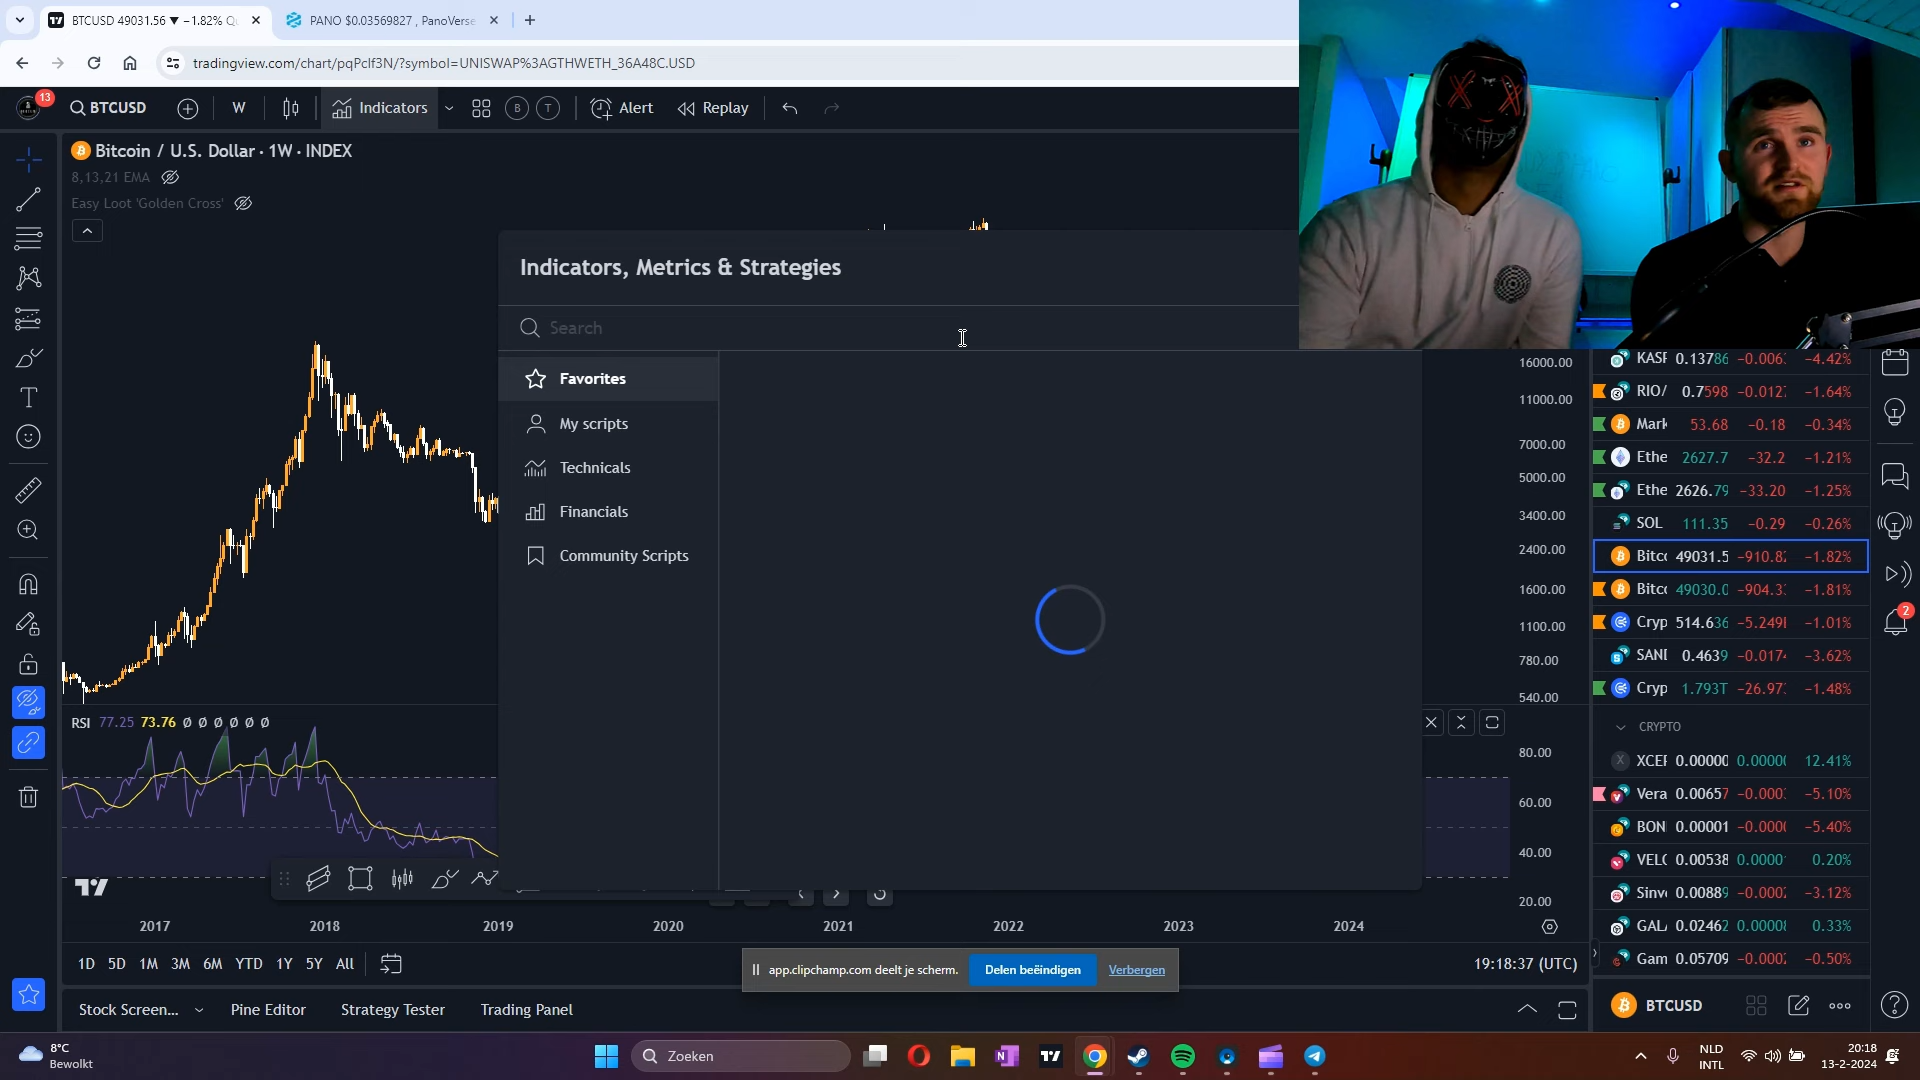 BTCUSD 49031.56 ▼ −1.82%
PANO $0.03569827 , PanoVerse
tradingview.com/chart/pqPcIf3N/?symbol=UNISWAP%3AGTHWETH_36A48C.USD
13
BTCUSD
W
Indicators
B
T
Alert
Replay
Bitcoin / U.S. Dollar · 1W · INDEX
8,13,21 EMA
Easy Loot 'Golden Cross'
Indicators, Metrics & Strategies
Search
Favorites
My scripts
Technicals
Financials
Community Scripts
16000.00
11000.00
7000.00
5000.00
3400.00
2400.00
1600.00
1100.00
780.00
540.00
RSI 77.25 73.76 Ø Ø Ø Ø Ø Ø
80.00
60.00
40.00
20.00
2017 2018 2019 2020 2021 2022 2023 2024
1D 5D 1M 3M 6M YTD 1Y 5Y All
19:18:37 (UTC)
app.clipchamp.com deelt je scherm.
Delen beëindigen
Verbergen
Stock Screen...
Pine Editor
Strategy Tester
Trading Panel
KASF 0.13786 −0.006 −4.42%
RIO/ 0.7598 −0.012 −1.64%
Mark 53.68 −0.18 −0.34%
Ethe 2627.7 −32.2 −1.21%
Ethe 2626.79 −33.20 −1.25%
SOL 111.35 −0.29 −0.26%
Bitc 49031.5 −910.8 −1.82%
Bitc 49030.0 −904.3 −1.81%
Cryp 514.636 −5.249 −1.01%
SANI 0.4639 −0.017 −3.62%
Cryp 1.793T −26.97 −1.48%
CRYPTO
XCEF 0.00000 0.0000 12.41%
Vera 0.00657 −0.000 −5.10%
BON 0.00001 −0.000 −5.40%
VEL 0.00538 0.0000 0.20%
Sinv 0.00889 −0.000 −3.12%
GAL 0.02462 0.0000 0.33%
Gam 0.05709 −0.000 −0.50%
2
BTCUSD
8°C
Bewolkt
Zoeken
NLD
INTL
20:18
13-2-2024